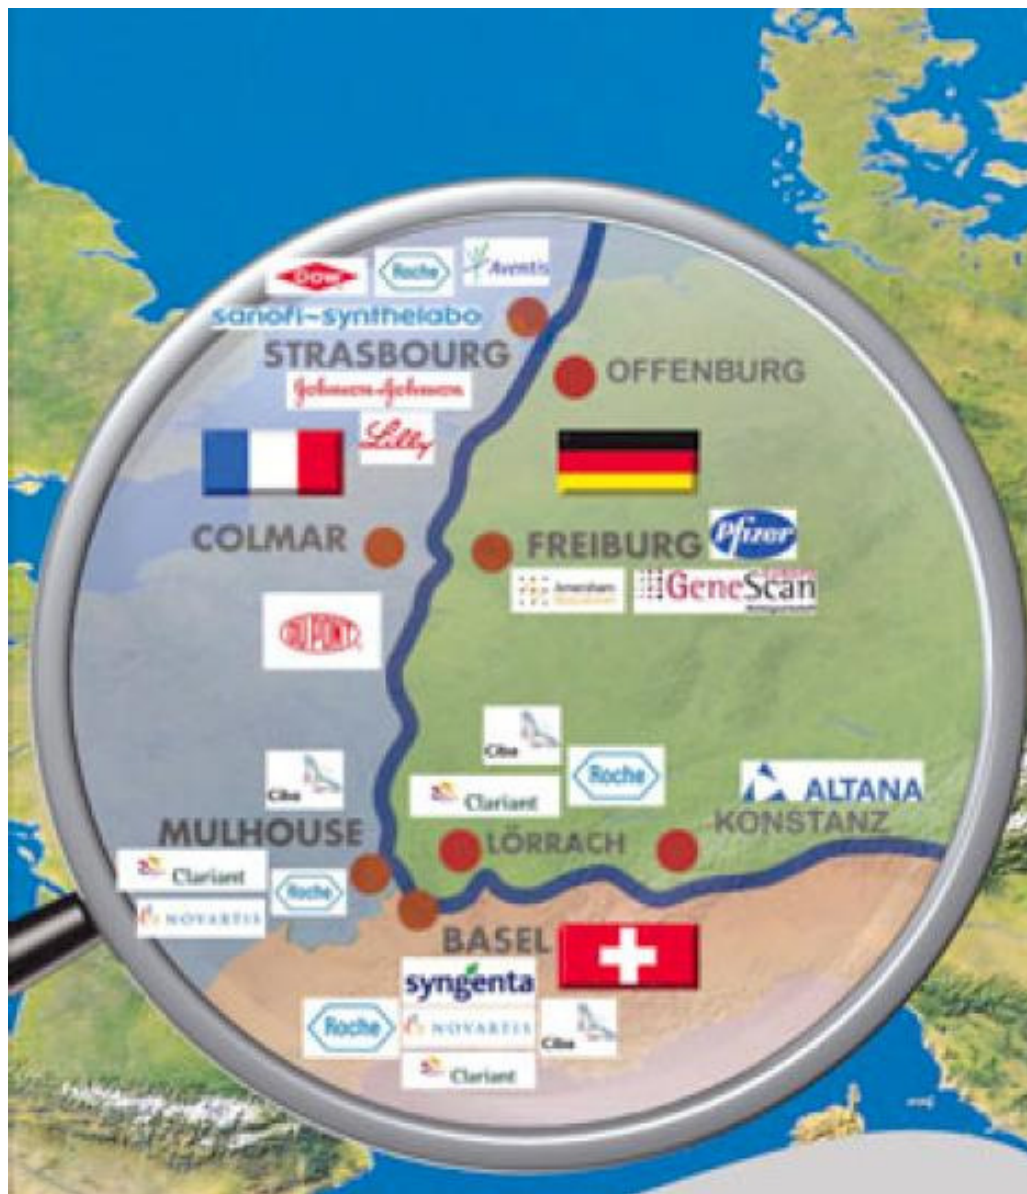 Dow Roche Aventis
sanofi~synthelabo
STRASBOURG
OFFENBURG
Johnson & Johnson
Lilly
COLMAR
FREIBURG Pfizer
Amersham
GeneScan
DUPONT
Ciba
Roche
Ciba
Clariant
ALTANA
KONSTANZ
MULHOUSE
LÖRRACH
Clariant
Roche
NOVARTIS
BASEL
syngenta
Roche NOVARTIS Ciba
Clariant